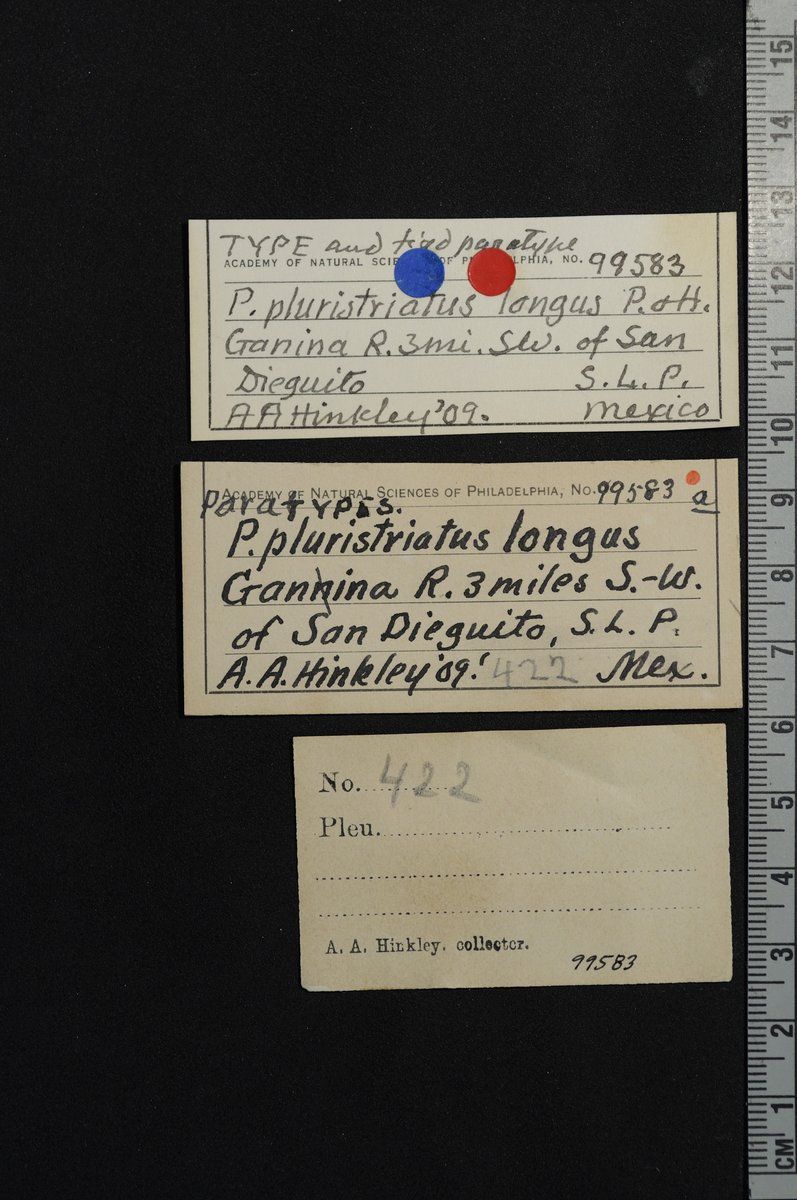 TYPE and fig'd paratype
ACADEMY OF NATURAL SCIE OF PHILADELPHIA, NO. 99583
P. pluristriatus longus P. & H.
Ganina R. 3 mi. SW. of San
Dieguito S. L. P.
A A Hinkley '09. Mexico
ACADEMY OF NATURAL SCIENCES OF PHILADELPHIA, NO. 99583 a
Paratypes.
P. pluristriatus longus
Gannina R. 3 miles S.-W.
of San Dieguito, S. L. P.
A. A. Hinkley '09.! 422 Mex.
No. 422
Pleu.
A. A. Hinkley, collector.
99583
15
14
13
12
11
10
9
8
7
6
5
4
3
2
1
CM